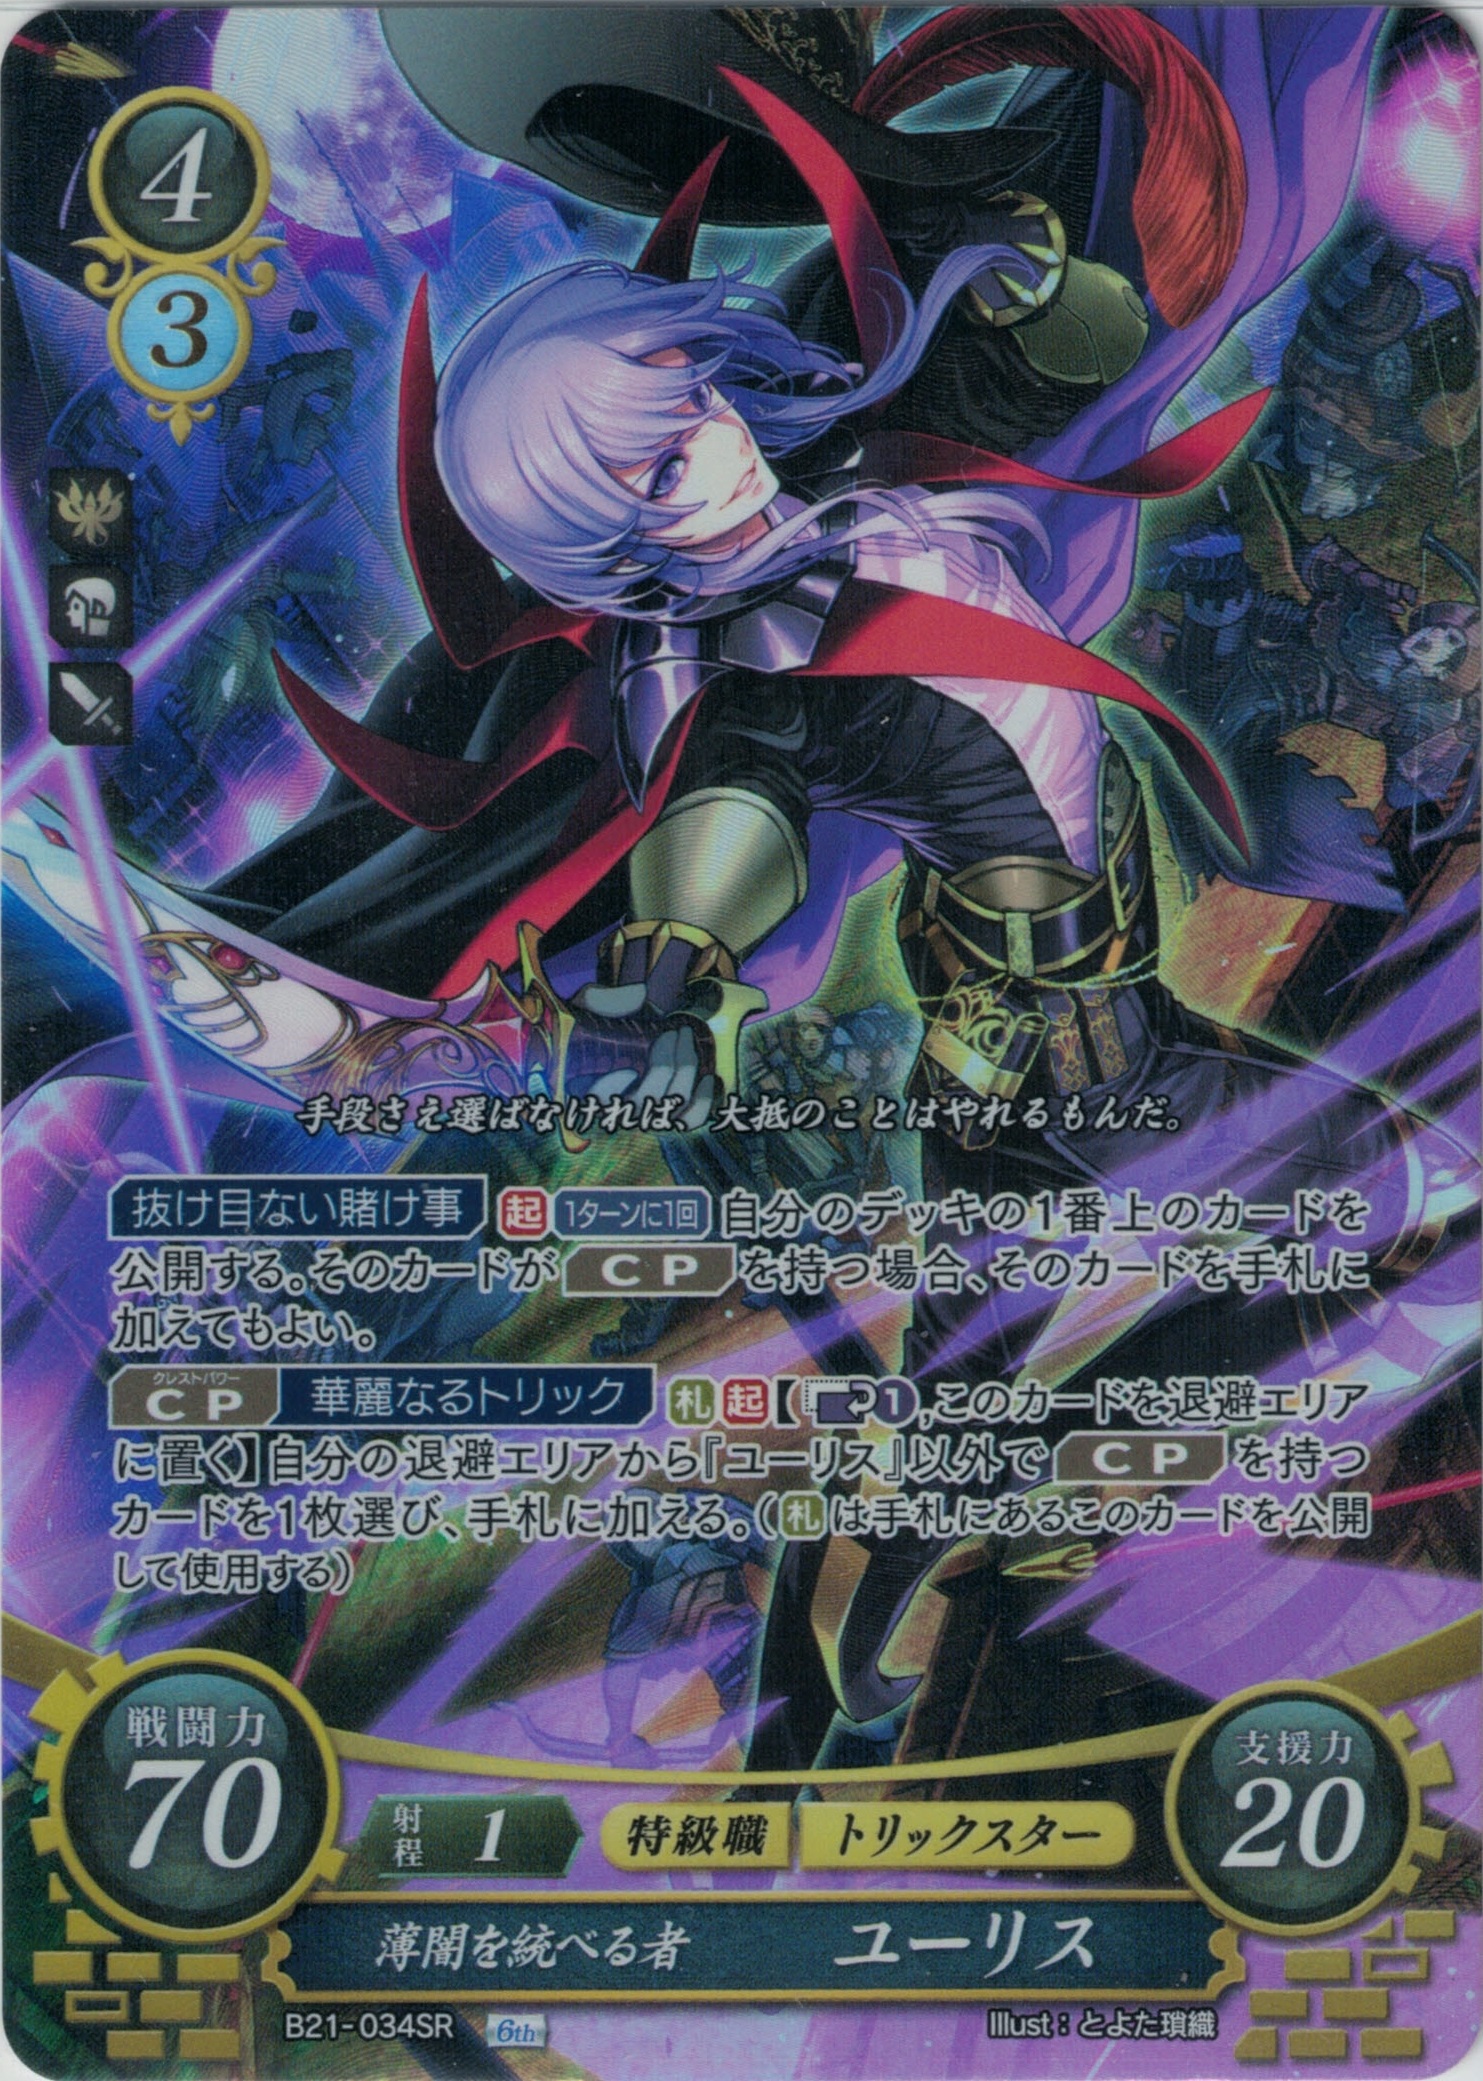 4
3
手段さえ選ばなければ、大抵のことはやれるもんだ。
抜け目ない賭け事 起 1ターンに1回 自分のデッキの1番上のカードを
公開する。そのカードが CP を持つ場合、そのカードを手札に
加えてもよい。
クレストパワー
CP 華麗なるトリック 札 起【1,このカードを退避エリア
に置く】自分の退避エリアから『ユーリス』以外で CP を持つ
カードを1枚選び、手札に加える。(札は手札にあるこのカードを公開
して使用する)
戦闘力
70
射程 1
特級職 トリックスター
支援力
20
薄闇を統べる者 ユーリス
B21-034SR 6th Illust:とよた瑣織